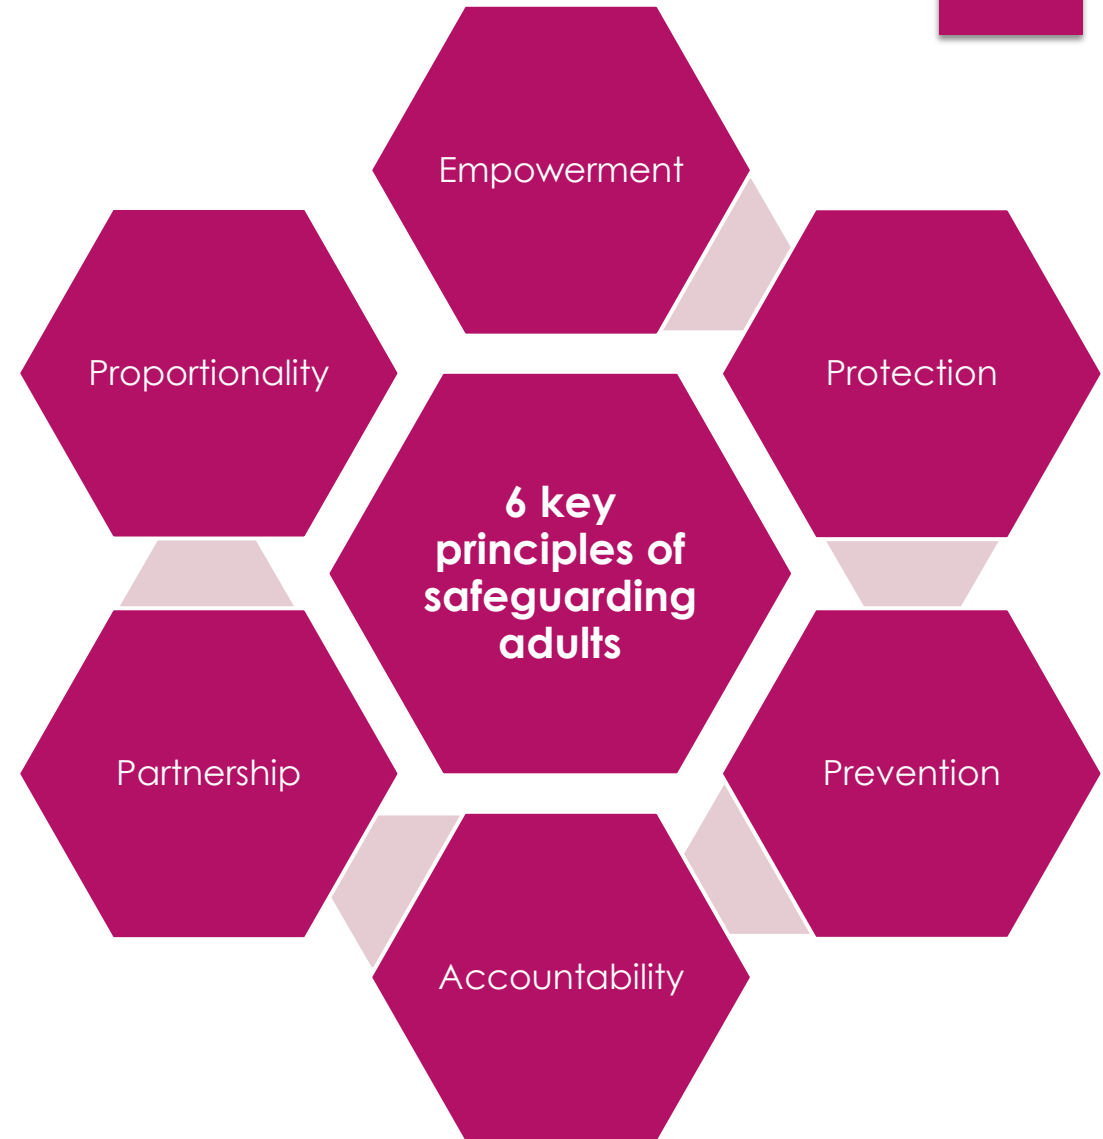 Empowerment
Proportionality
Protection
6 key
principles of
safeguarding
adults
Partnership
Prevention
Accountability